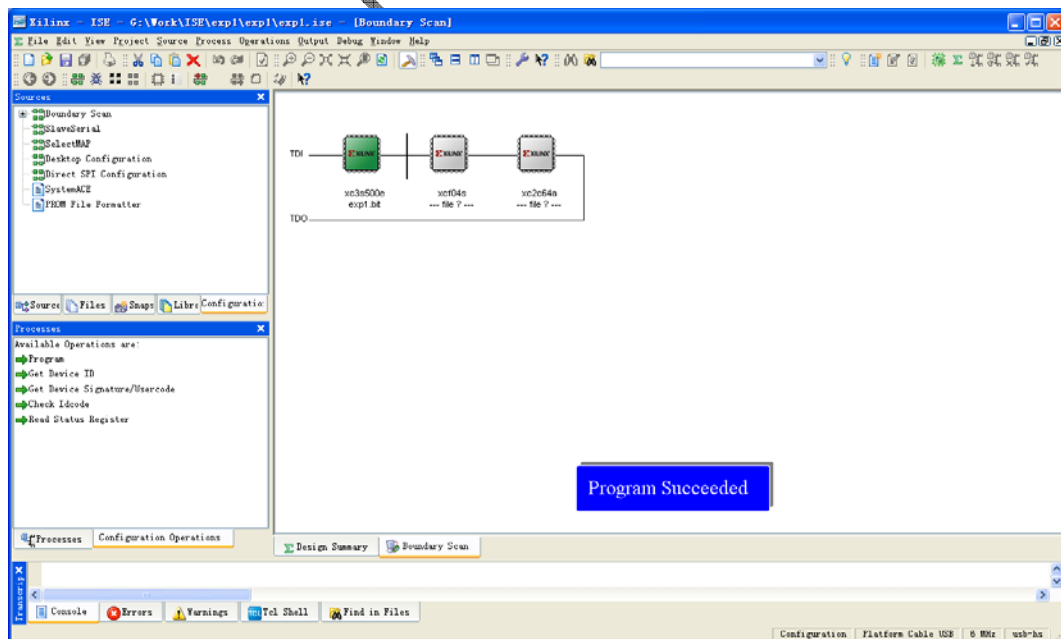 Xilinx - ISE - G:\Work\ISE\exp1\exp1\exp1.ise - [Boundary Scan]
File Edit View Project Source Process Operations Output Debug Window Help
Sources
Boundary Scan
SlaveSerial
SelectMAP
Desktop Configuration
Direct SPI Configuration
SystemACE
PROM File Formatter
Source Files Snaps Libra Configuratio
TDI
XILINX XILINX XILINX
xc3s500e xcf04s xc2c64a
exp1.bit --- file ? --- --- file ? ---
TDO
Processes
Available Operations are:
Program
Get Device ID
Get Device Signature/Usercode
Check Idcode
Read Status Register
Program Succeeded
Processes Configuration Operations
Design Summary Boundary Scan
Transcrip
Console Errors Warnings Tcl Shell Find in Files
Configuration Platform Cable USB 6 MHz usb-hs